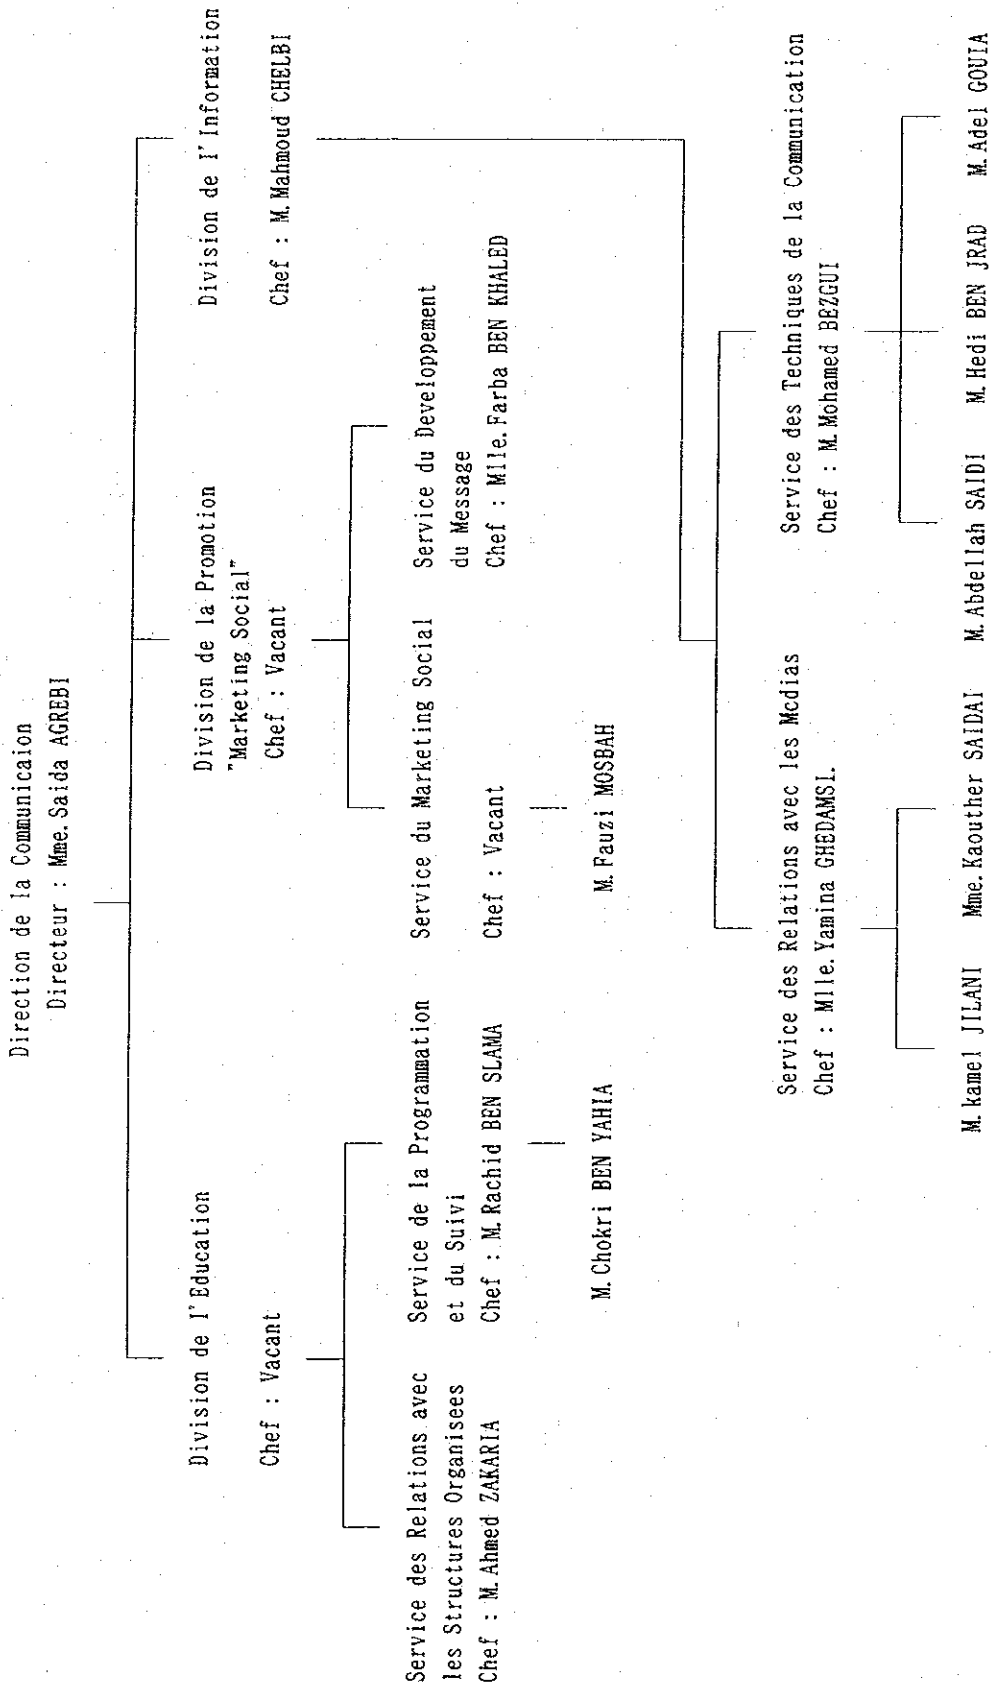 Direction de la Communicaion
Directeur : Mme. Saida AGREBI
Division de l'Education
Chef : Vacant
Division de la Promotion
"Marketing Social"
Chef : Vacant
Division de l'Information
Chef : M. Mahmoud CHELBI
Service des Relations avec
les Structures Organisees
Chef : M. Ahmed ZAKARIA
Service de la Programmation
et du Suivi
Chef : M. Rachid BEN SLAMA
M. Chokri BEN YAHIA
Service du Marketing Social
Chef : Vacant
M. Fauzi MOSBAH
Service du Developpement
du Message
Chef : Mlle. Farba BEN KHALED
Service des Relations avec les Mcdias
Chef : Mlle. Yamina GHEDAMSI.
M. kamel JILANI
Mme. Kaouther SAIDAI
Service des Techniques de la Communication
Chef : M. Mohamed BEZGUI
M. Abdellah SAIDI
M. Hedi BEN JRAD
M. Adel GOUIA